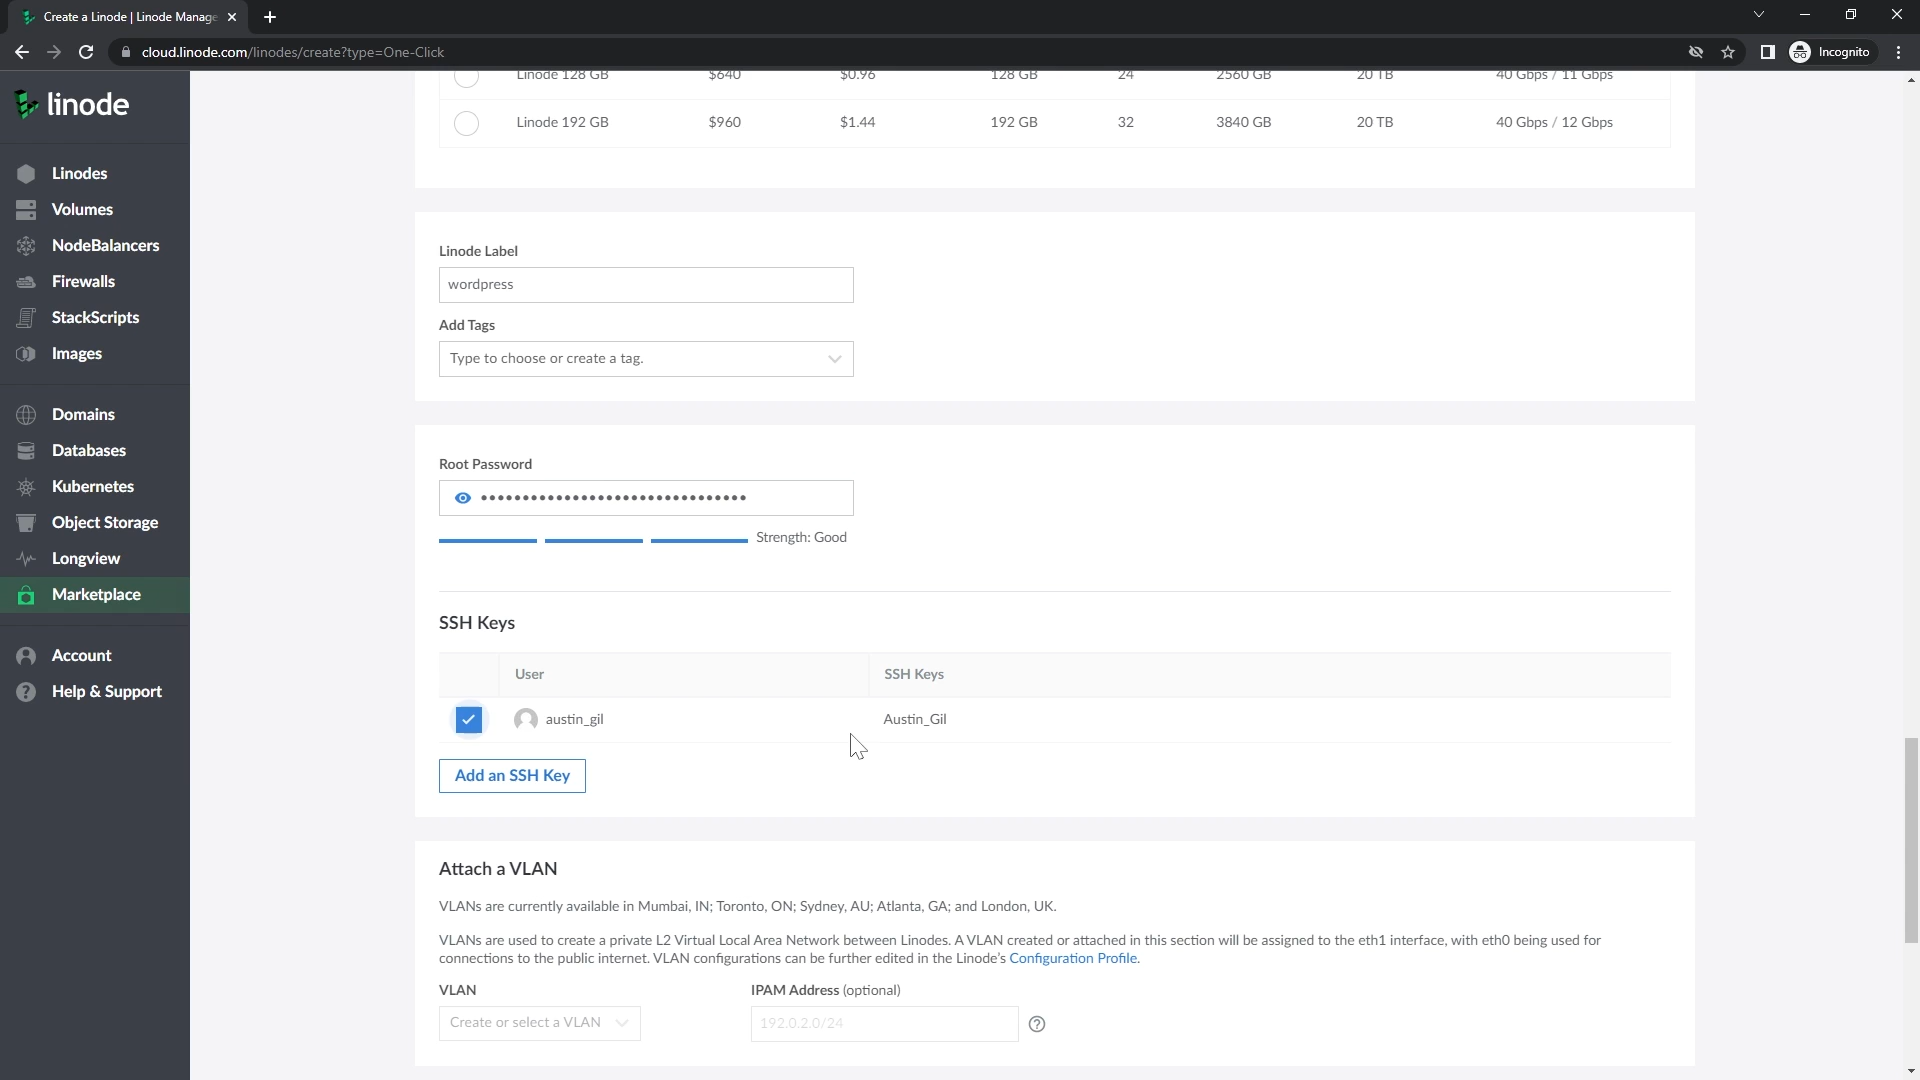 Create a Linode | Linode Manage
cloud.linode.com/linodes/create?type=One-Click
Incognito
linode
Linodes
Volumes
NodeBalancers
Firewalls
StackScripts
Images
Domains
Databases
Kubernetes
Object Storage
Longview
Marketplace
Account
Help & Support
Linode 128 GB $640 $0.96 128 GB 24 2560 GB 20 TB 40 Gbps / 11 Gbps
Linode 192 GB $960 $1.44 192 GB 32 3840 GB 20 TB 40 Gbps / 12 Gbps
Linode Label
wordpress
Add Tags
Type to choose or create a tag.
Root Password
••••••••••••••••••••••••••••••••
Strength: Good
SSH Keys
User SSH Keys
austin_gil Austin_Gil
Add an SSH Key
Attach a VLAN
VLANs are currently available in Mumbai, IN; Toronto, ON; Sydney, AU; Atlanta, GA; and London, UK.
VLANs are used to create a private L2 Virtual Local Area Network between Linodes. A VLAN created or attached in this section will be assigned to the eth1 interface, with eth0 being used for
connections to the public internet. VLAN configurations can be further edited in the Linode's Configuration Profile.
VLAN IPAM Address (optional)
Create or select a VLAN 192.0.2.0/24